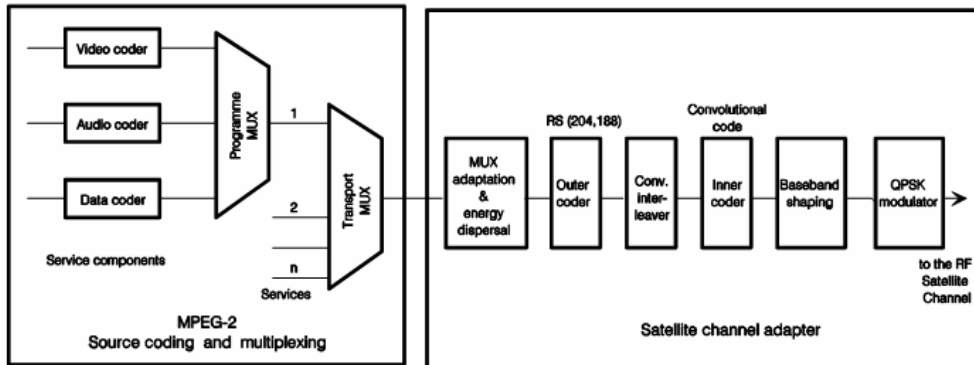 Video coder
Audio coder
Data coder
Service components
Programme
MUX
1
2
n
Services
Transport
MUX
MPEG-2
Source coding and multiplexing
MUX
adaptation
&
energy
dispersal
RS (204,188)
Outer
coder
Conv.
inter-
leaver
Convolutional
code
Inner
coder
Baseband
shaping
QPSK
modulator
to the RF
Satellite
Channel
Satellite channel adapter